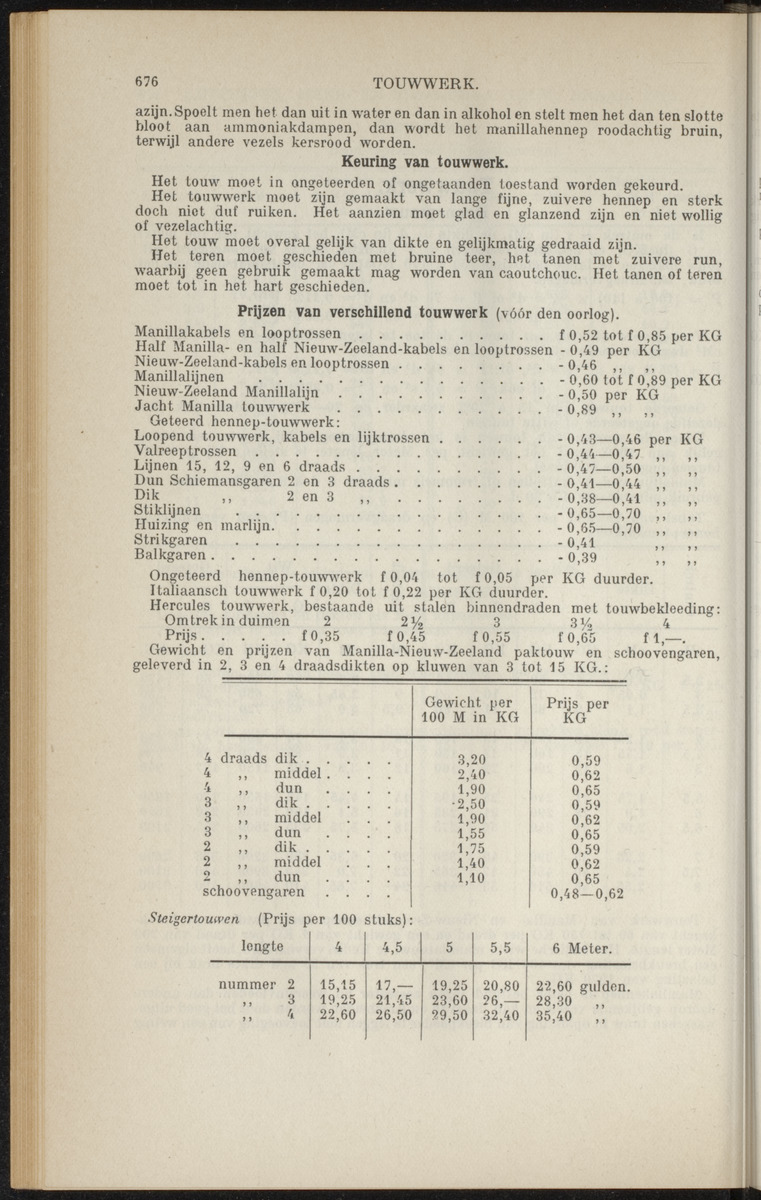 676 TOUWWERK.
azijn. Spoelt men het dan uit in water en dan in alkohol en stelt men het dan ten slotte
bloot aan ammoniakdampen, dan wordt het manillahennep roodachtig bruin,
terwijl andere vezels kersrood worden.
Keuring van touwwerk.
Het touw moet in ongeteerden of ongetaanden toestand worden gekeurd.
Het touwwerk moet zijn gemaakt van lange fijne, zuivere hennep en sterk
doch niet duf ruiken. Het aanzien moet glad en glanzend zijn en niet wollig
of vezelachtig.
Het touw moet overal gelijk van dikte en gelijkmatig gedraaid zijn.
Het teren moet geschieden met bruine teer, het tanen met zuivere run,
waarbij geen gebruik gemaakt mag worden van caoutchouc. Het tanen of teren
moet tot in het hart geschieden.
Prijzen van verschillend touwwerk (vóór den oorlog).
Manillakabels en looptrossen . . . . . . . . . . f 0,52 tot f 0,85 per KG
Half Manilla- en half Nieuw-Zeeland-kabels en looptrossen - 0,49 per KG
Nieuw-Zeeland-kabels en looptrossen . . . . . . . . - 0,46 ,, ,,
Manillalijnen . . . . . . . . . . . . . . . . - 0,60 tot f 0,89 per KG
Nieuw-Zeeland Manillalijn . . . . . . . . . . . - 0,50 per KG
Jacht Manilla touwwerk . . . . . . . . . . . - 0,89 ,, ,,
Geteerd hennep-touwwerk:
Loopend touwwerk, kabels en lijktrossen . . . . . . - 0,43—0,46 per KG
Valreeptrossen . . . . . . . . . . . . . . . . - 0,44—0,47 ,, ,,
Lijnen 15, 12, 9 en 6 draads . . . . . . . . . . - 0,47—0,50 ,, ,,
Dun Schiemansgaren 2 en 3 draads . . . . . . . . - 0,41—0,44 ,, ,,
Dik ,, 2 en 3 ,, . . . . . . . . - 0,38—0,41 ,, ,,
Stiklijnen . . . . . . . . . . . . . . . . - 0,65—0,70 ,, ,,
Huizing en marlijn. . . . . . . . . . . . . . . - 0,65—0,70 ,, ,,
Strikgaren . . . . . . . . . . . . . . . . - 0,41 ,, ,,
Balkgaren . . . . . . . . . . . . . . . . . . - 0,39 ,, ,,
Ongeteerd hennep-touwwerk f 0,04 tot f 0,05 per KG duurder.
Italiaansch touwwerk f 0,20 tot f 0,22 per KG duurder.
Hercules touwwerk, bestaande uit stalen binnendraden met touwbekleeding:
Omtrek in duimen 2 2½ 3 3½ 4
Prijs . . . . . f 0,35 f 0,45 f 0,55 f 0,65 f 1,—.
Gewicht en prijzen van Manilla-Nieuw-Zeeland paktouw en schoovengaren,
geleverd in 2, 3 en 4 draadsdikten op kluwen van 3 tot 15 KG.:
Gewicht per Prijs per
100 M in KG KG
4 draads dik . . . . . 3,20 0,59
4 ,, middel . . . . 2,40 0,62
4 ,, dun . . . . 1,90 0,65
3 ,, dik . . . . . 2,50 0,59
3 ,, middel . . . 1,90 0,62
3 ,, dun . . . . 1,55 0,65
2 ,, dik . . . . . 1,75 0,59
2 ,, middel . . . 1,40 0,62
2 ,, dun . . . . 1,10 0,65
schoovengaren . . . . 0,48—0,62
Steigertouwen (Prijs per 100 stuks):
lengte 4 4,5 5 5,5 6 Meter.
nummer 2 15,15 17,— 19,25 20,80 22,60 gulden.
,, 3 19,25 21,45 23,60 26,— 28,30 ,,
,, 4 22,60 26,50 29,50 32,40 35,40 ,,